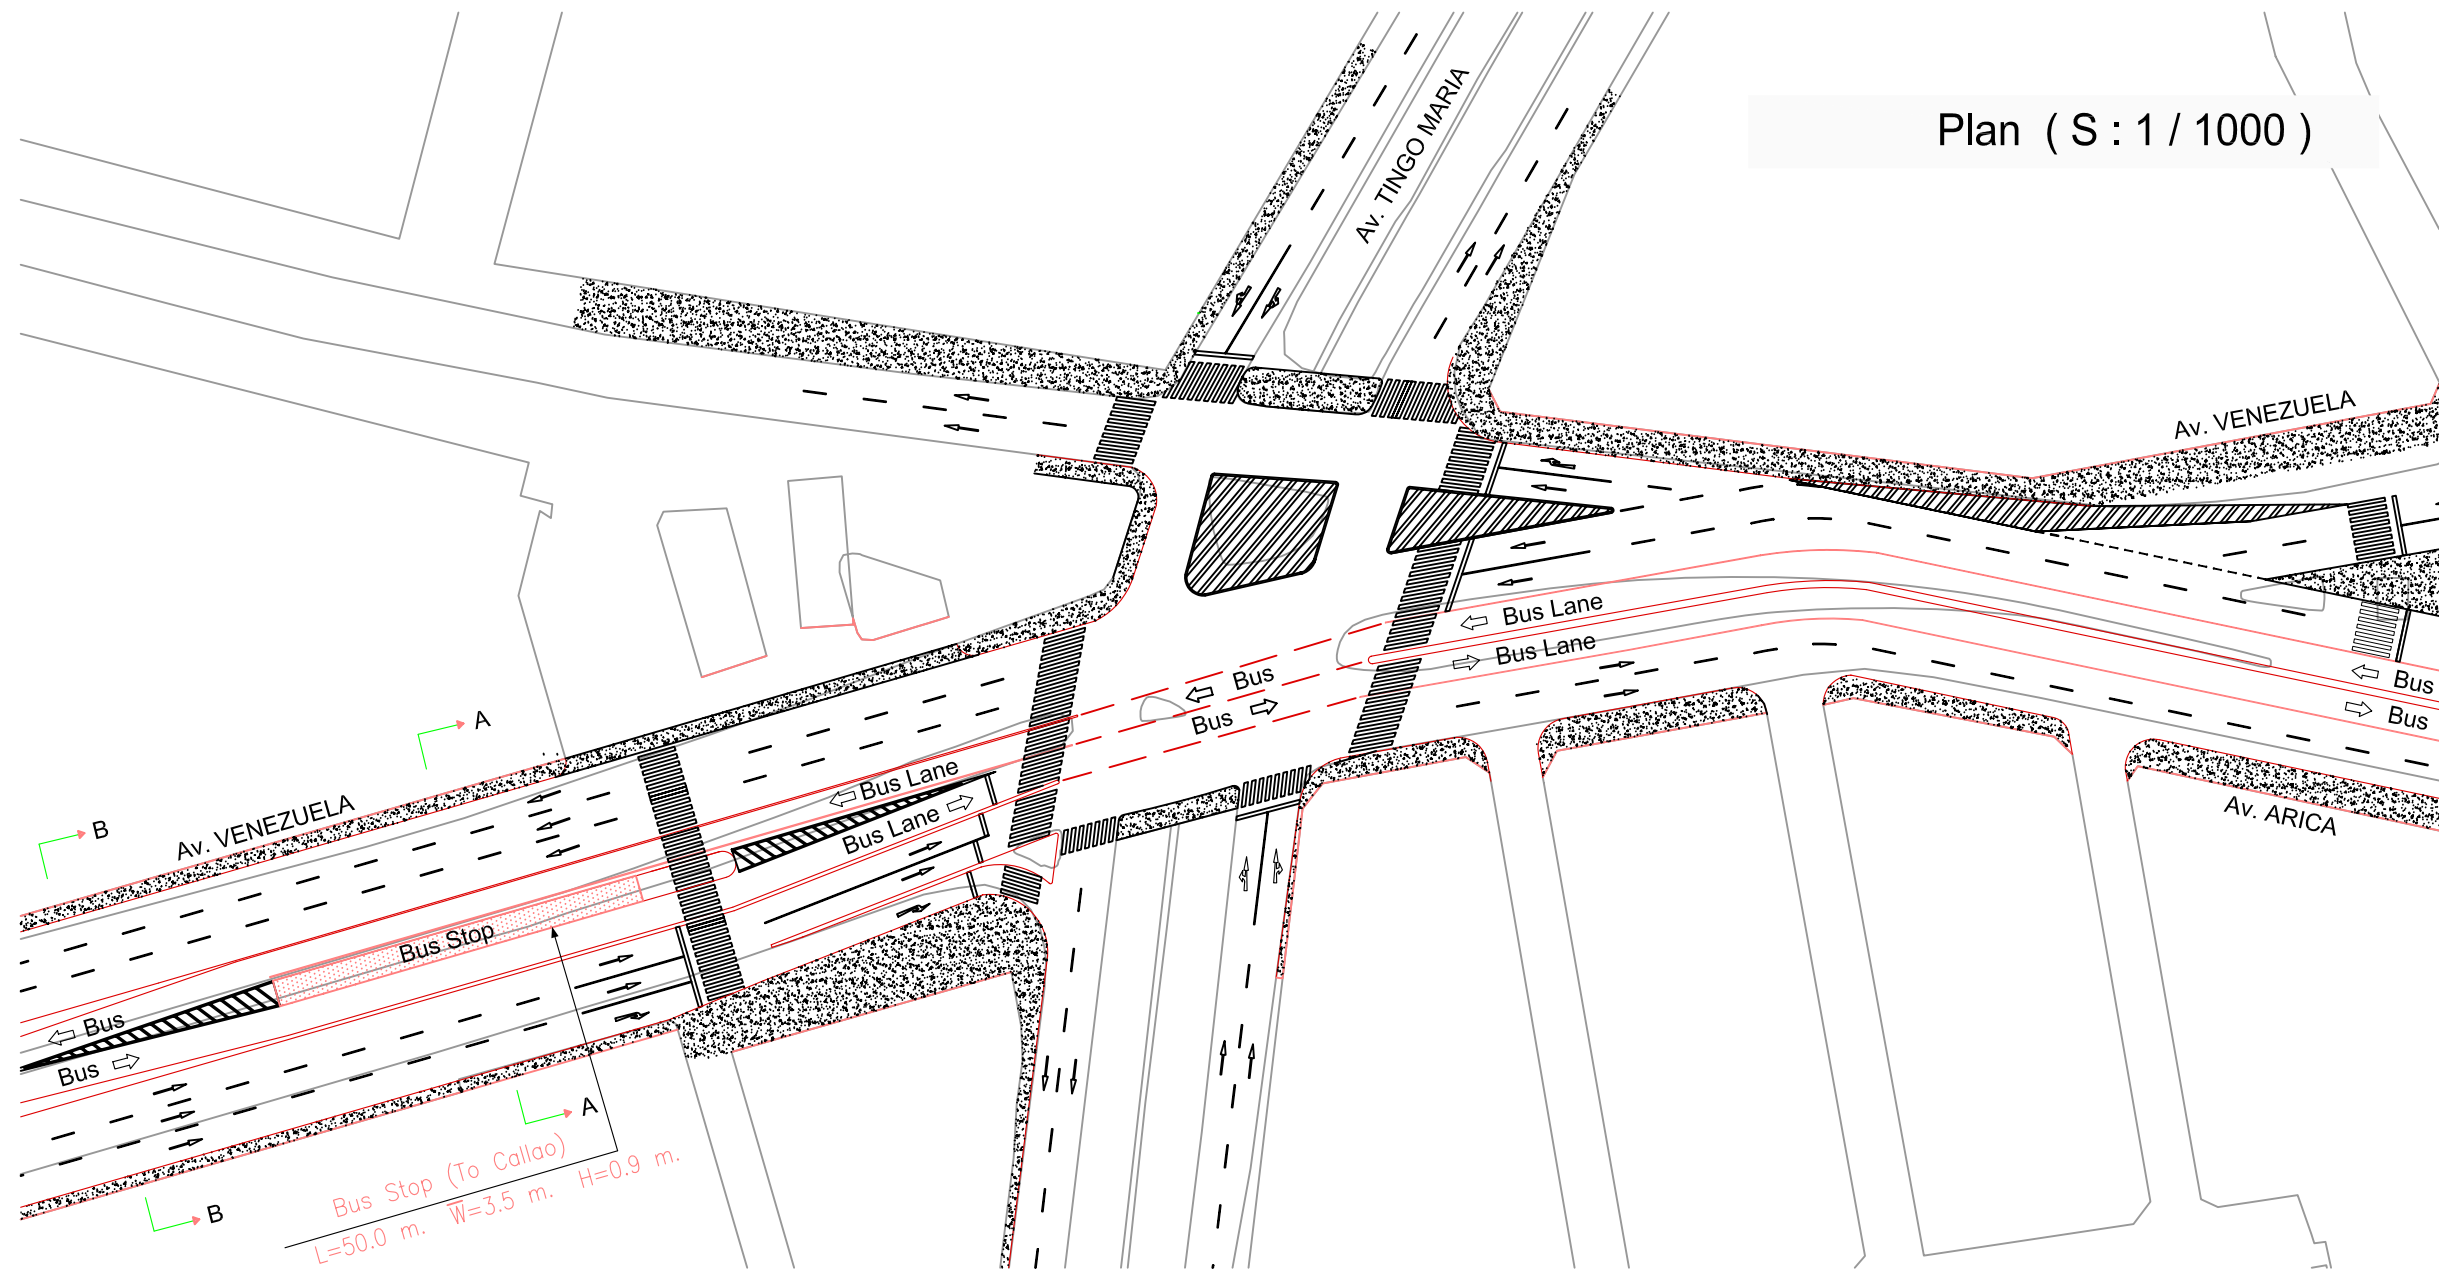 Plan ( S : 1 / 1000 )
Av. TINGO MARIA
Av. VENEZUELA
Bus Lane
Bus Lane
Bus
Bus
Bus
Bus
A
Bus Lane
Bus Lane
Av. VENEZUELA
B
Av. ARICA
Bus Stop
Bus
Bus
A
B
Bus Stop (To Callao)
L=50.0 m. W=3.5 m. H=0.9 m.